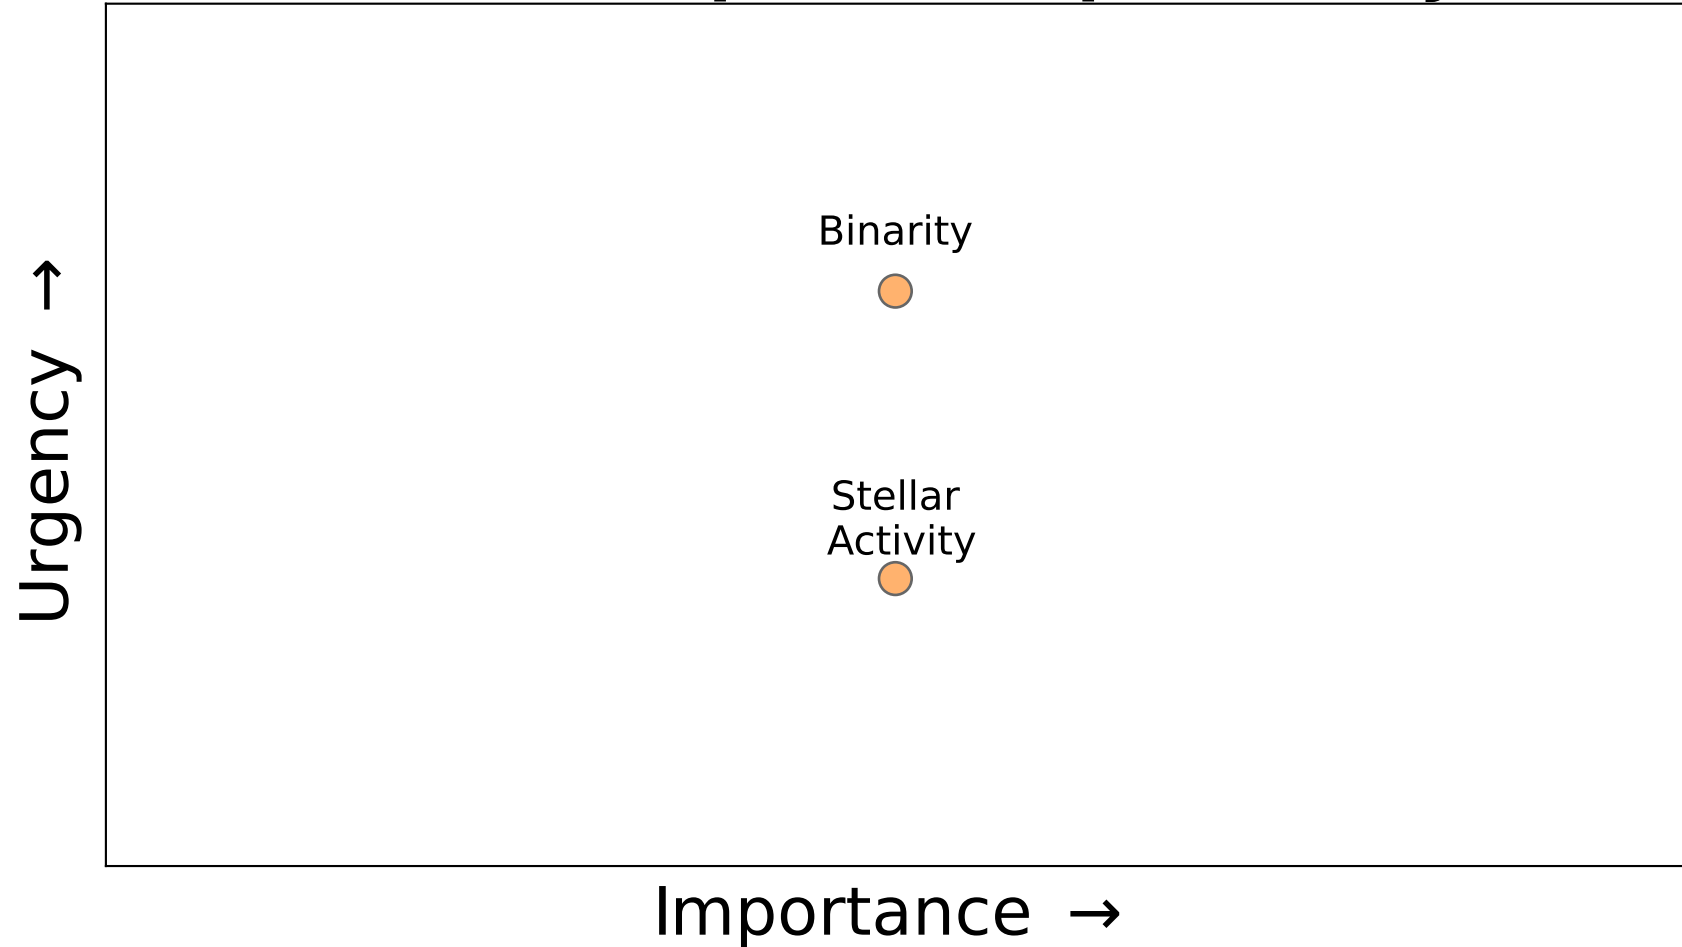 Binarity
Stellar
Activity
Urgency →
Importance →